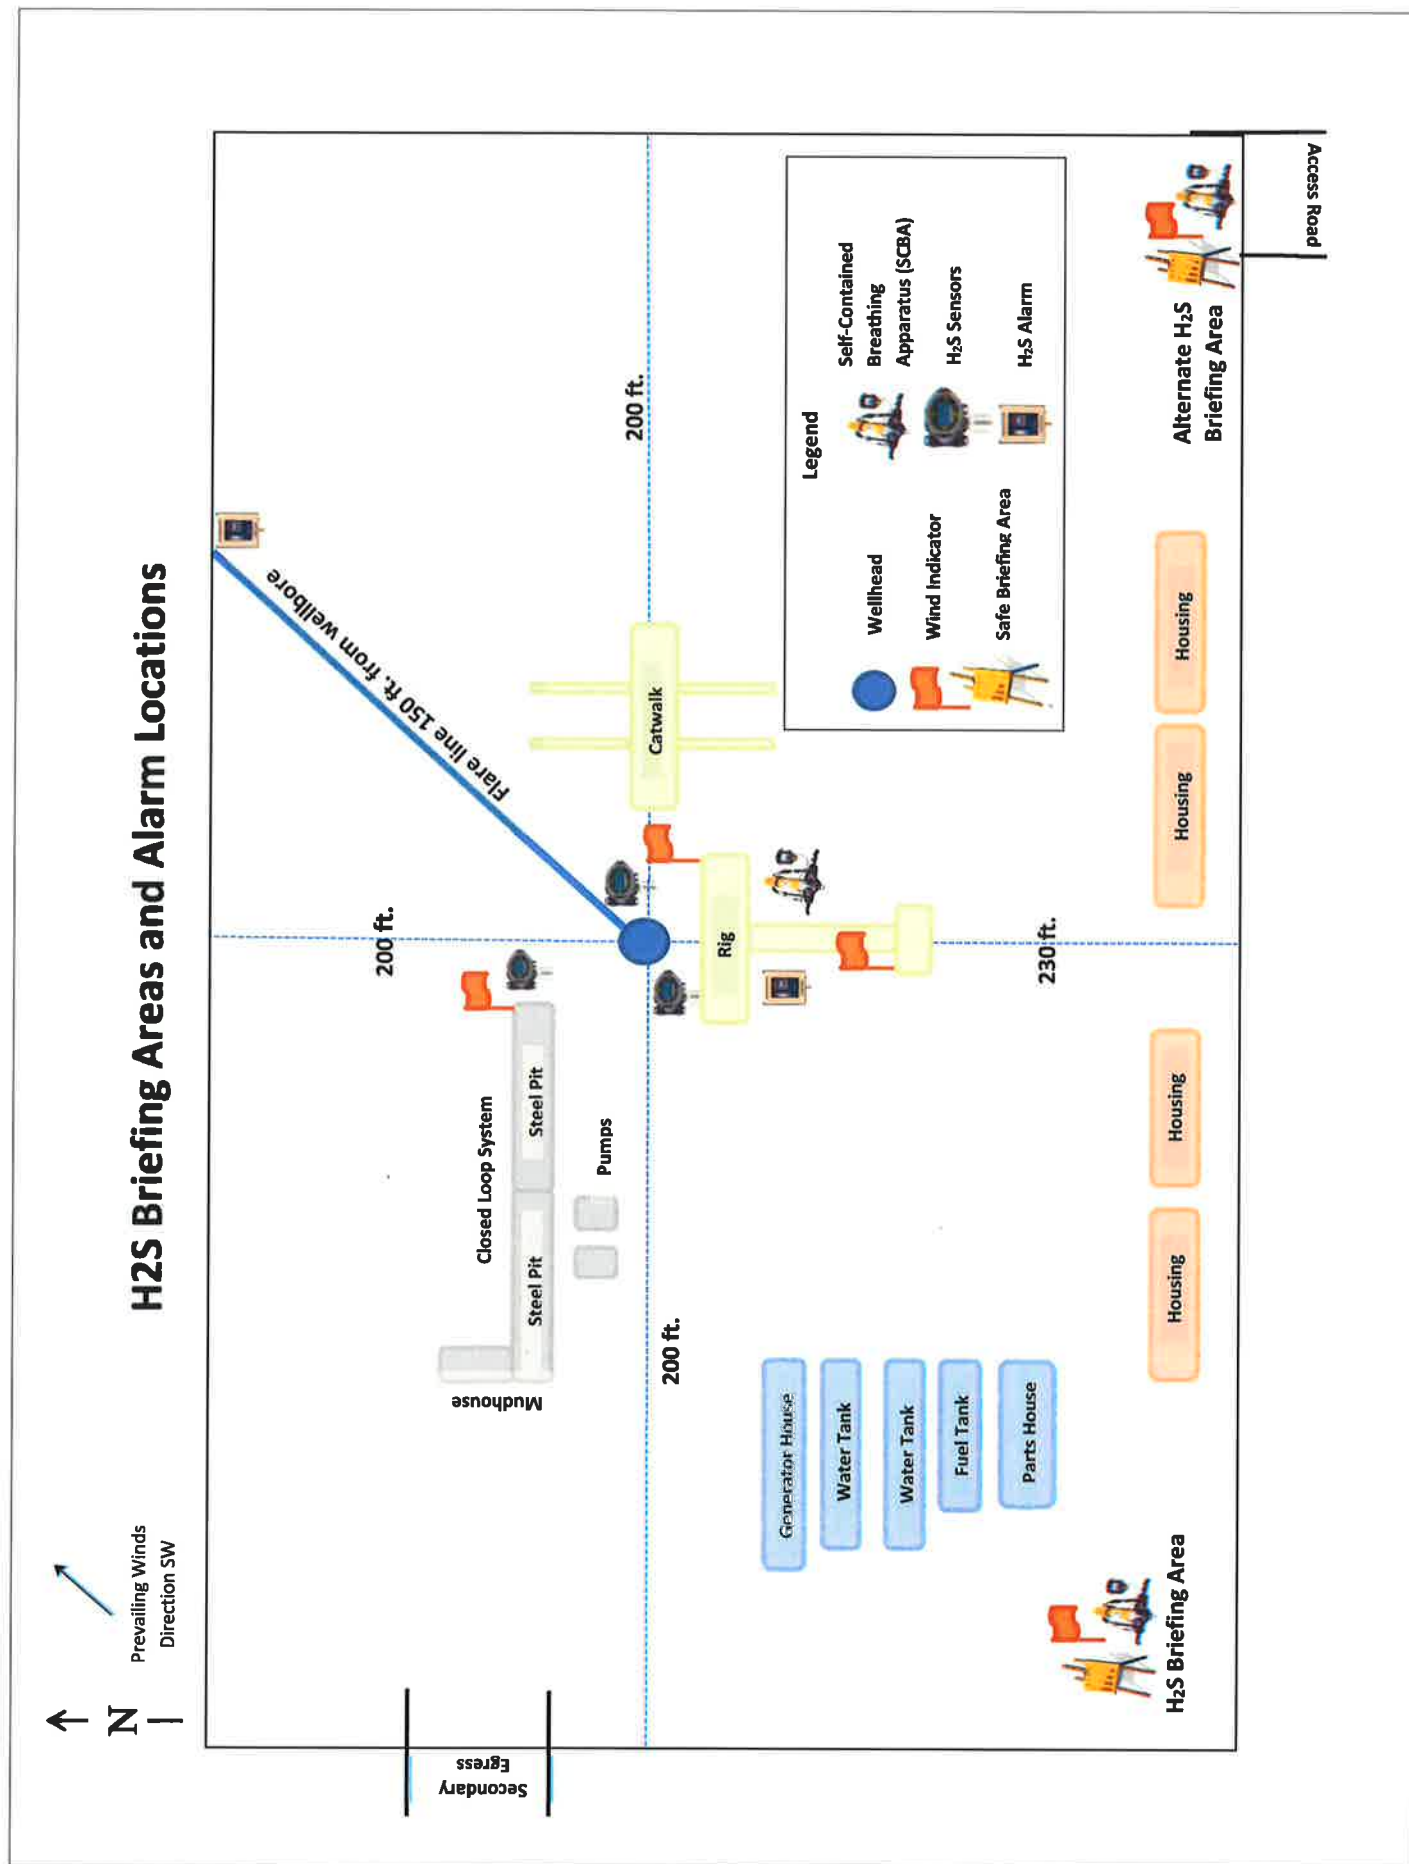 H2S Briefing Areas and Alarm Locations
N
Prevailing Winds
Direction SW
Secondary
Egress
200 ft.
Flare line 150 ft. from wellbore
Closed Loop System
Mudhouse
Steel Pit
Steel Pit
Pumps
200 ft.
200 ft.
Catwalk
Rig
Generator House
Water Tank
Water Tank
Fuel Tank
Parts House
230 ft.
Legend
Wellhead
Wind Indicator
Safe Briefing Area
Self-Contained
Breathing
Apparatus (SCBA)
H2S Sensors
H2S Alarm
H2S Briefing Area
Housing
Housing
Housing
Housing
Alternate H2S
Briefing Area
Access Road